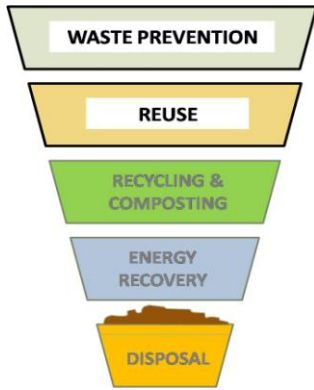 WASTE PREVENTION
REUSE
RECYCLING &
COMPOSTING
ENERGY
RECOVERY
DISPOSAL